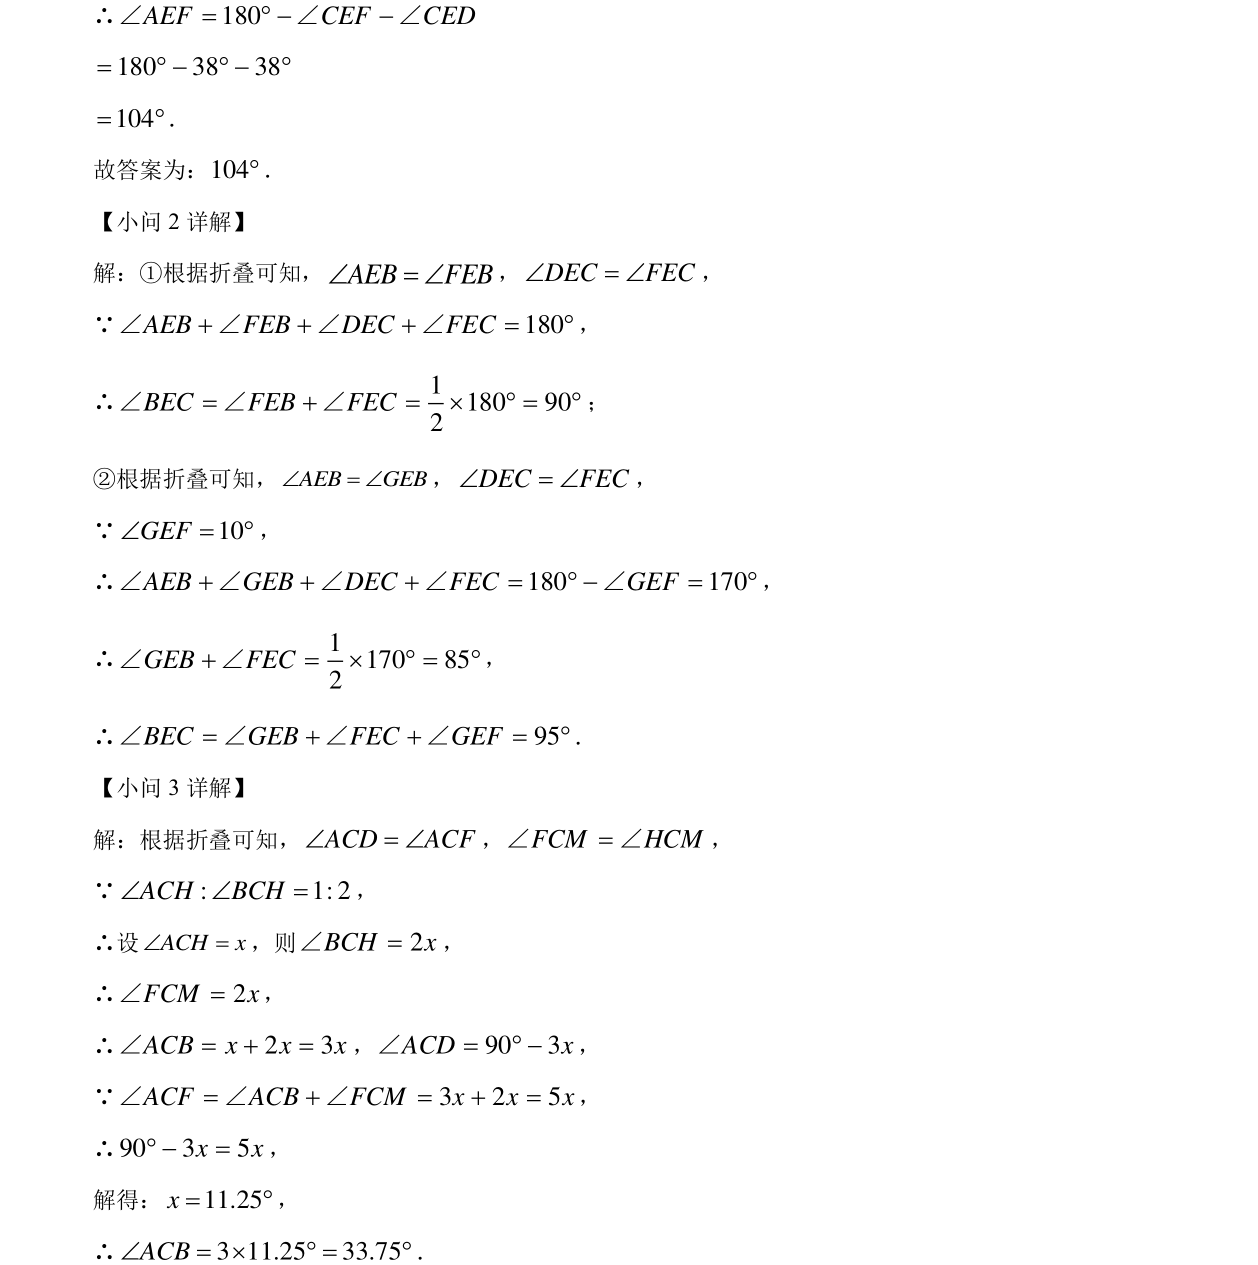 ∴∠AEF = 180° − ∠CEF − ∠CED
= 180° − 38° − 38°
= 104°.
故答案为：104°.
【小问 2 详解】
解：①根据折叠可知，∠AEB = ∠FEB，∠DEC = ∠FEC，
∵∠AEB + ∠FEB + ∠DEC + ∠FEC = 180°，
∴∠BEC = ∠FEB + ∠FEC = 1/2 × 180° = 90°；
②根据折叠可知，∠AEB = ∠GEB，∠DEC = ∠FEC，
∵∠GEF = 10°，
∴∠AEB + ∠GEB + ∠DEC + ∠FEC = 180° − ∠GEF = 170°，
∴∠GEB + ∠FEC = 1/2 × 170° = 85°，
∴∠BEC = ∠GEB + ∠FEC + ∠GEF = 95°.
【小问 3 详解】
解：根据折叠可知，∠ACD = ∠ACF，∠FCM = ∠HCM，
∵∠ACH : ∠BCH = 1 : 2，
∴设∠ACH = x，则∠BCH = 2x，
∴∠FCM = 2x，
∴∠ACB = x + 2x = 3x，∠ACD = 90° − 3x，
∵∠ACF = ∠ACB + ∠FCM = 3x + 2x = 5x，
∴90° − 3x = 5x，
解得：x = 11.25°，
∴∠ACB = 3 × 11.25° = 33.75°.